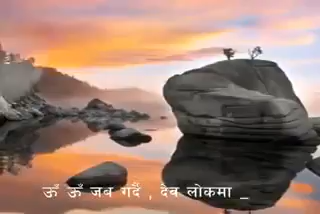 ऊँ ऊँ जब गर्दै , देब लोकमा _